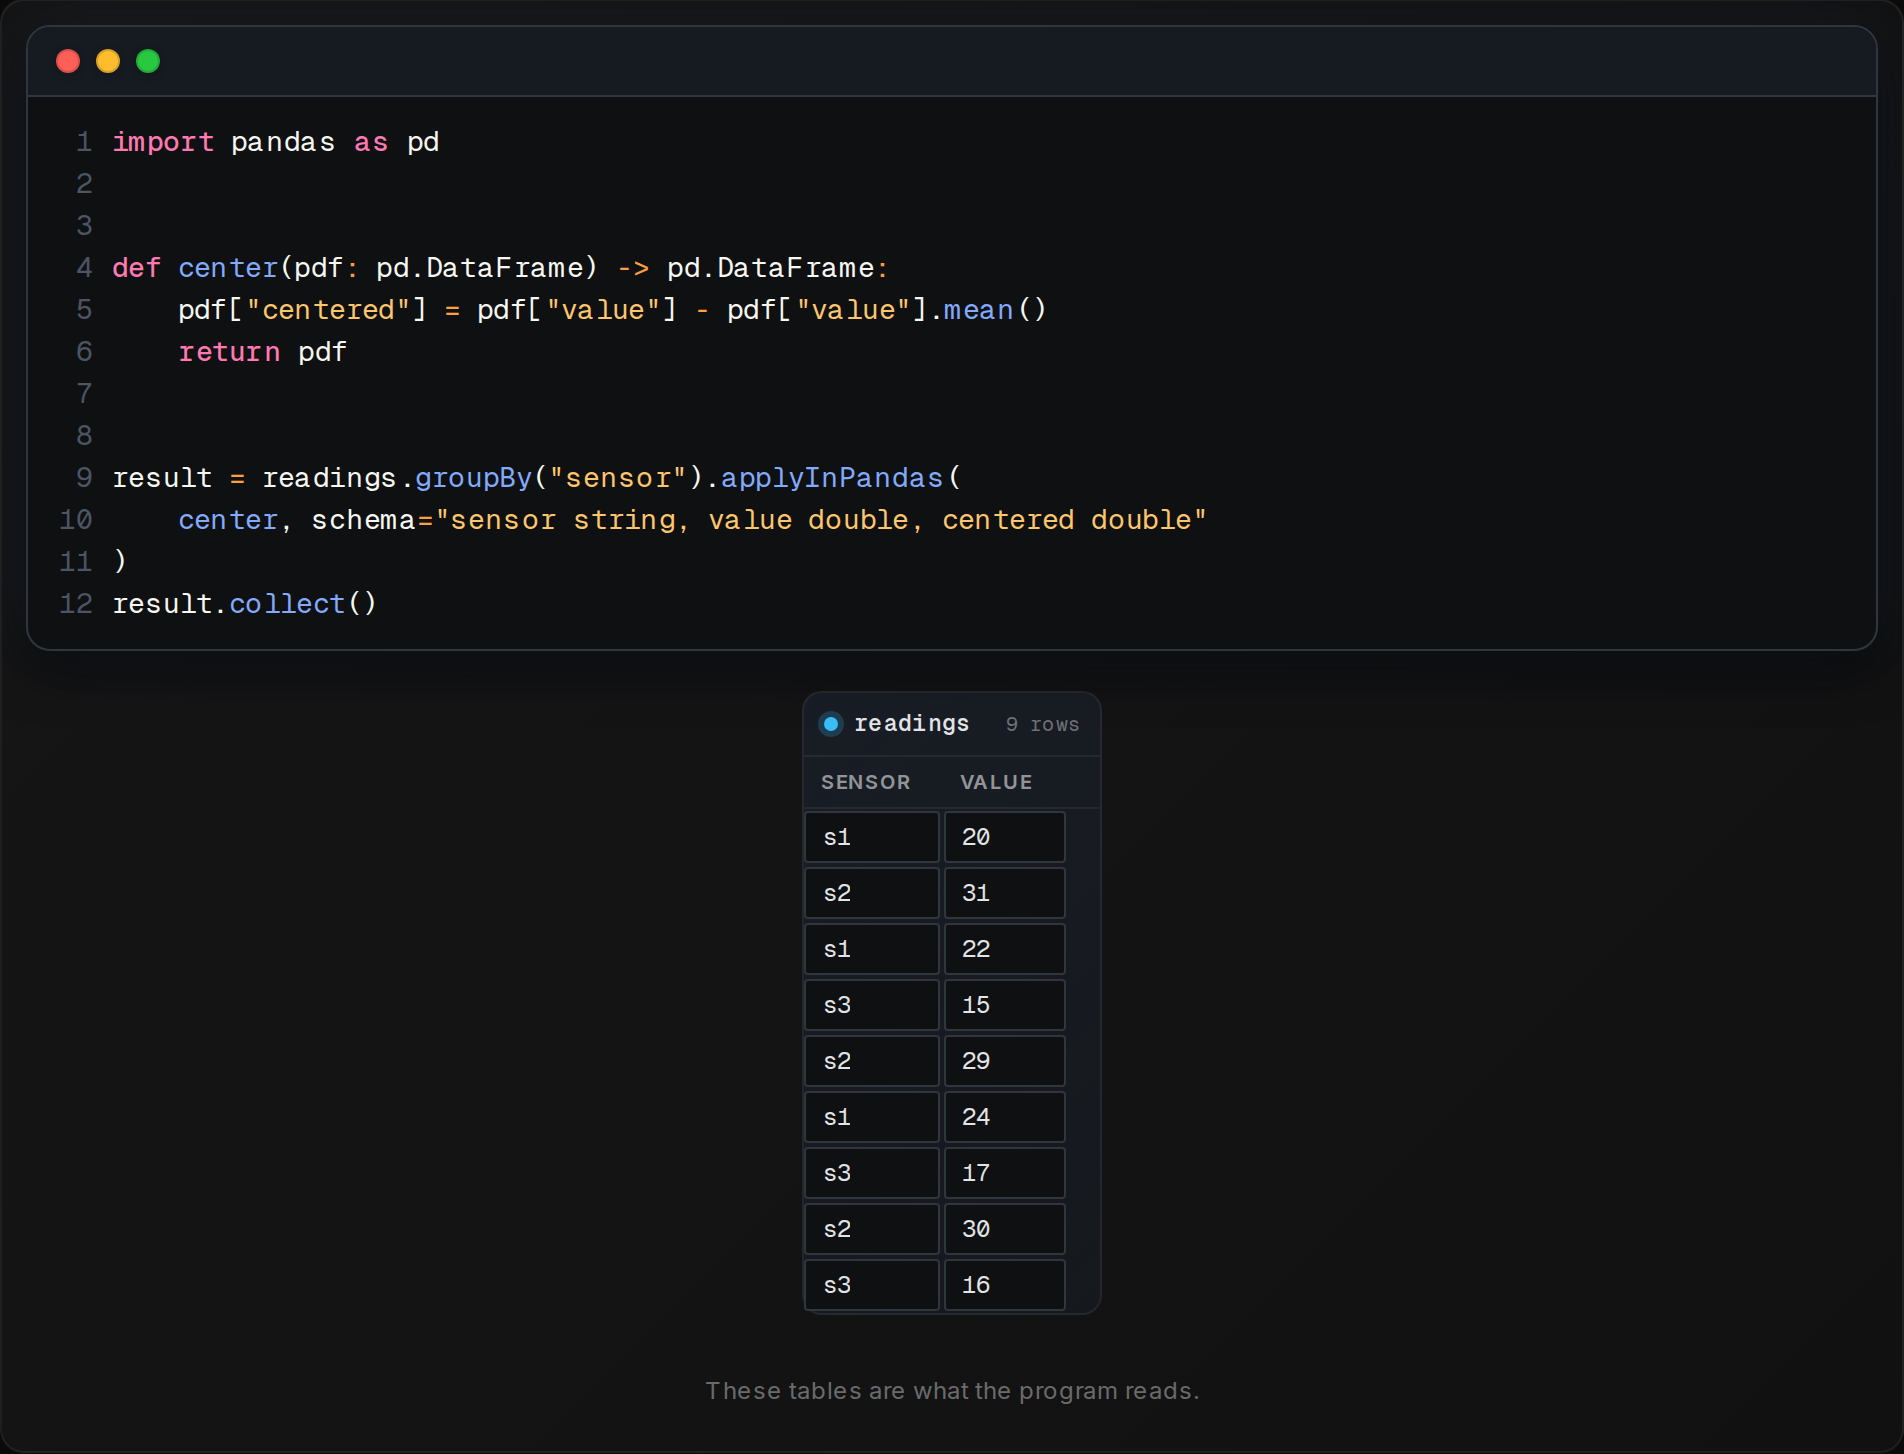 1 import pandas as pd
2
3
4 def center(pdf: pd.DataFrame) -> pd.DataFrame:
5     pdf["centered"] = pdf["value"] - pdf["value"].mean()
6     return pdf
7
8
9 result = readings.groupBy("sensor").applyInPandas(
10     center, schema="sensor string, value double, centered double"
11 )
12 result.collect()
readings 9 rows
SENSOR VALUE
s1 20
s2 31
s1 22
s3 15
s2 29
s1 24
s3 17
s2 30
s3 16
These tables are what the program reads.